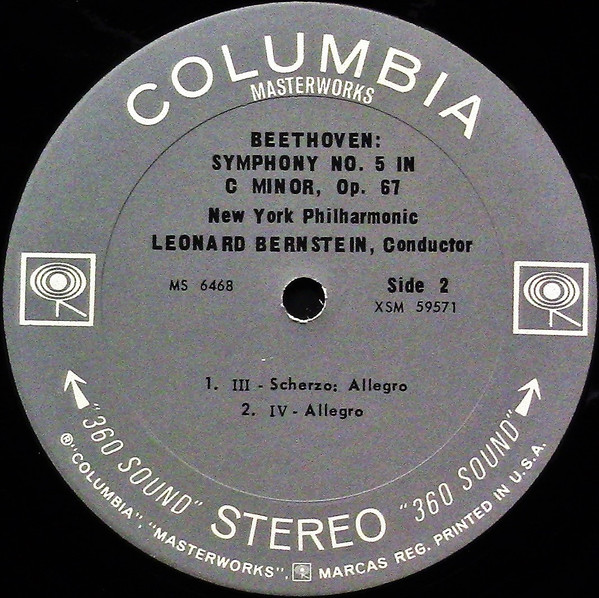 COLUMBIA
MASTERWORKS
BEETHOVEN:
SYMPHONY NO. 5 IN
C MINOR, Op. 67
New York Philharmonic
LEONARD BERNSTEIN, Conductor
MS 6468
Side 2
XSM 59571
1. III - Scherzo: Allegro
2. IV - Allegro
"360 SOUND" STEREO "360 SOUND"
® "COLUMBIA", "MASTERWORKS", MARCAS REG. PRINTED IN U.S.A.